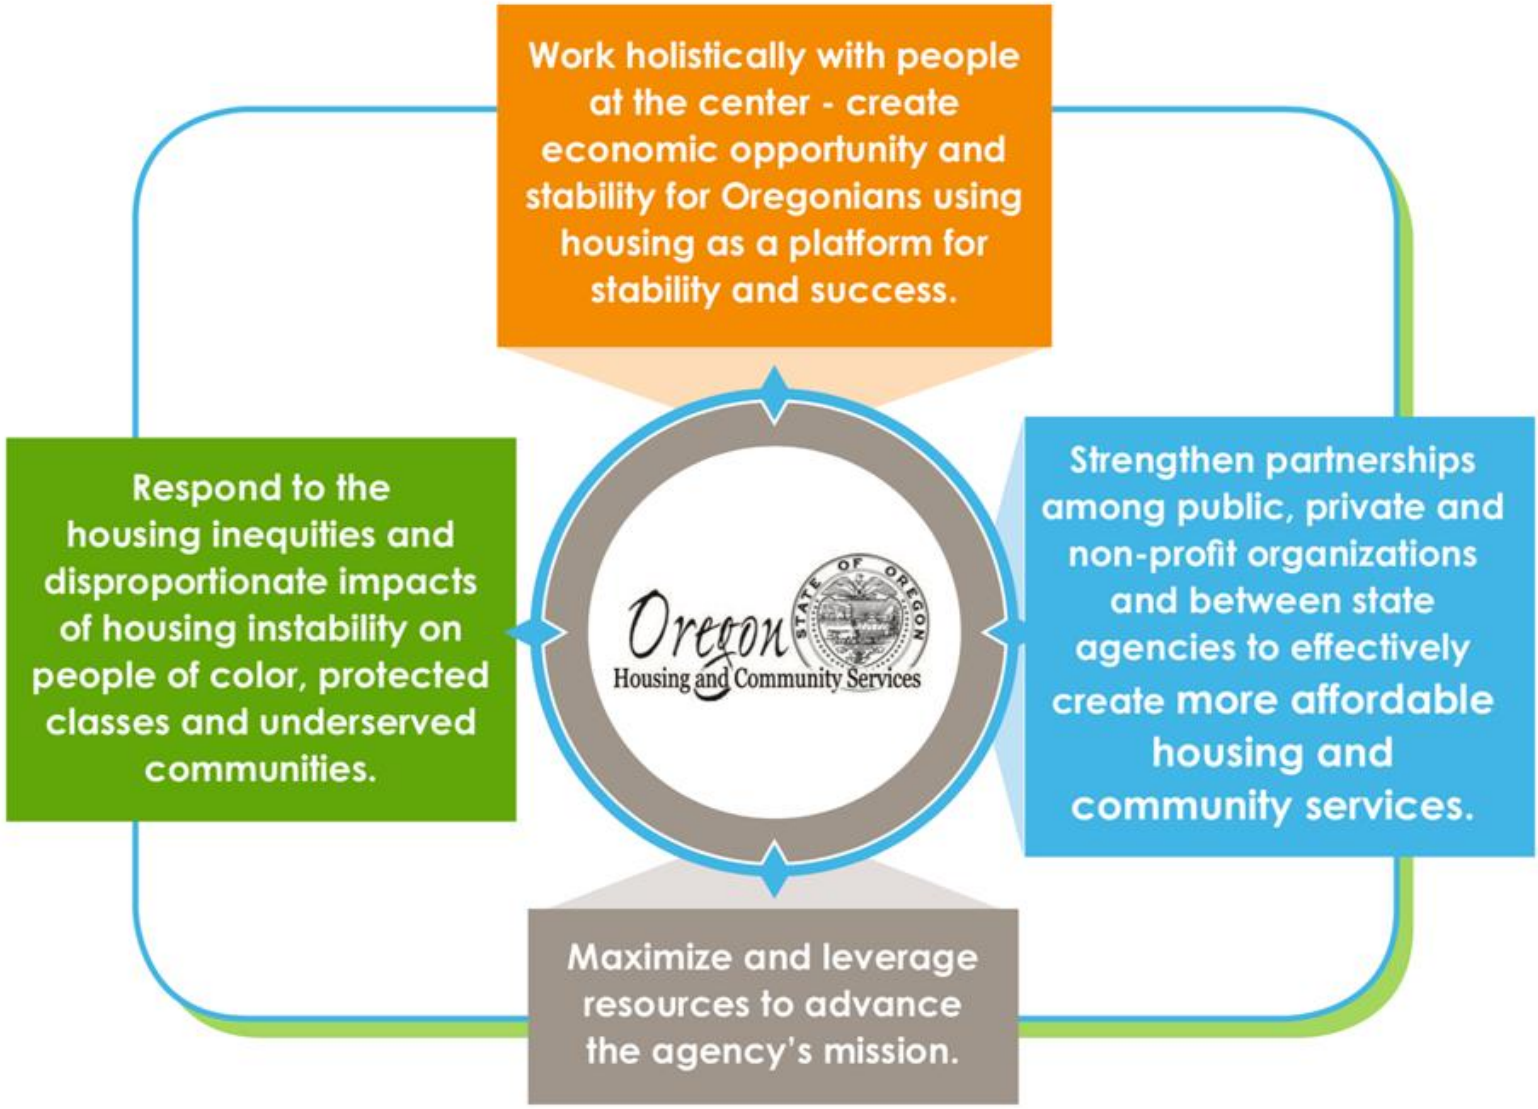 Work holistically with people
at the center - create
economic opportunity and
stability for Oregonians using
housing as a platform for
stability and success.
Respond to the
housing inequities and
disproportionate impacts
of housing instability on
people of color, protected
classes and underserved
communities.
Oregon
STATE OF OREGON
Housing and Community Services
Strengthen partnerships
among public, private and
non-profit organizations
and between state
agencies to effectively
create more affordable
housing and
community services.
Maximize and leverage
resources to advance
the agency's mission.